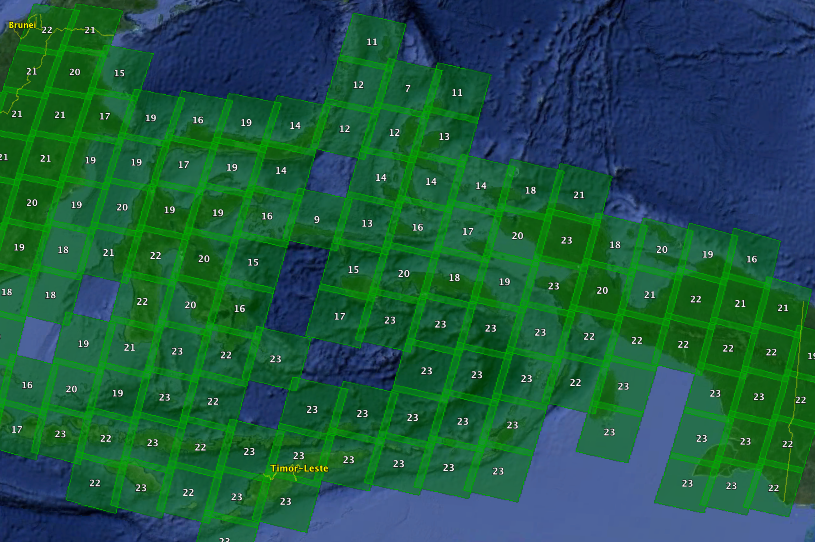 Brunei 22 21 11
21 20 15 12 7 11
21 21 17 19 16 19 14 12 12 13
21 21 19 19 17 19 14 14 14 14 18 21
20 19 20 19 19 16 9 13 16 17 20 23 18 20 19 16
19 18 21 22 20 15 15 20 18 19 23 20 21 22 21 21
18 18 22 20 16 17 23 23 23 23 22 22 22 22 22 19
19 21 23 22 23 23 23 23 22 23 23 23 22
16 20 19 23 22 23 23 23 23 23 23 23 23 22
17 23 22 23 22 23 23 23 23 23 23 23 23 22
Timor-Leste
22 23 22 23 23
23